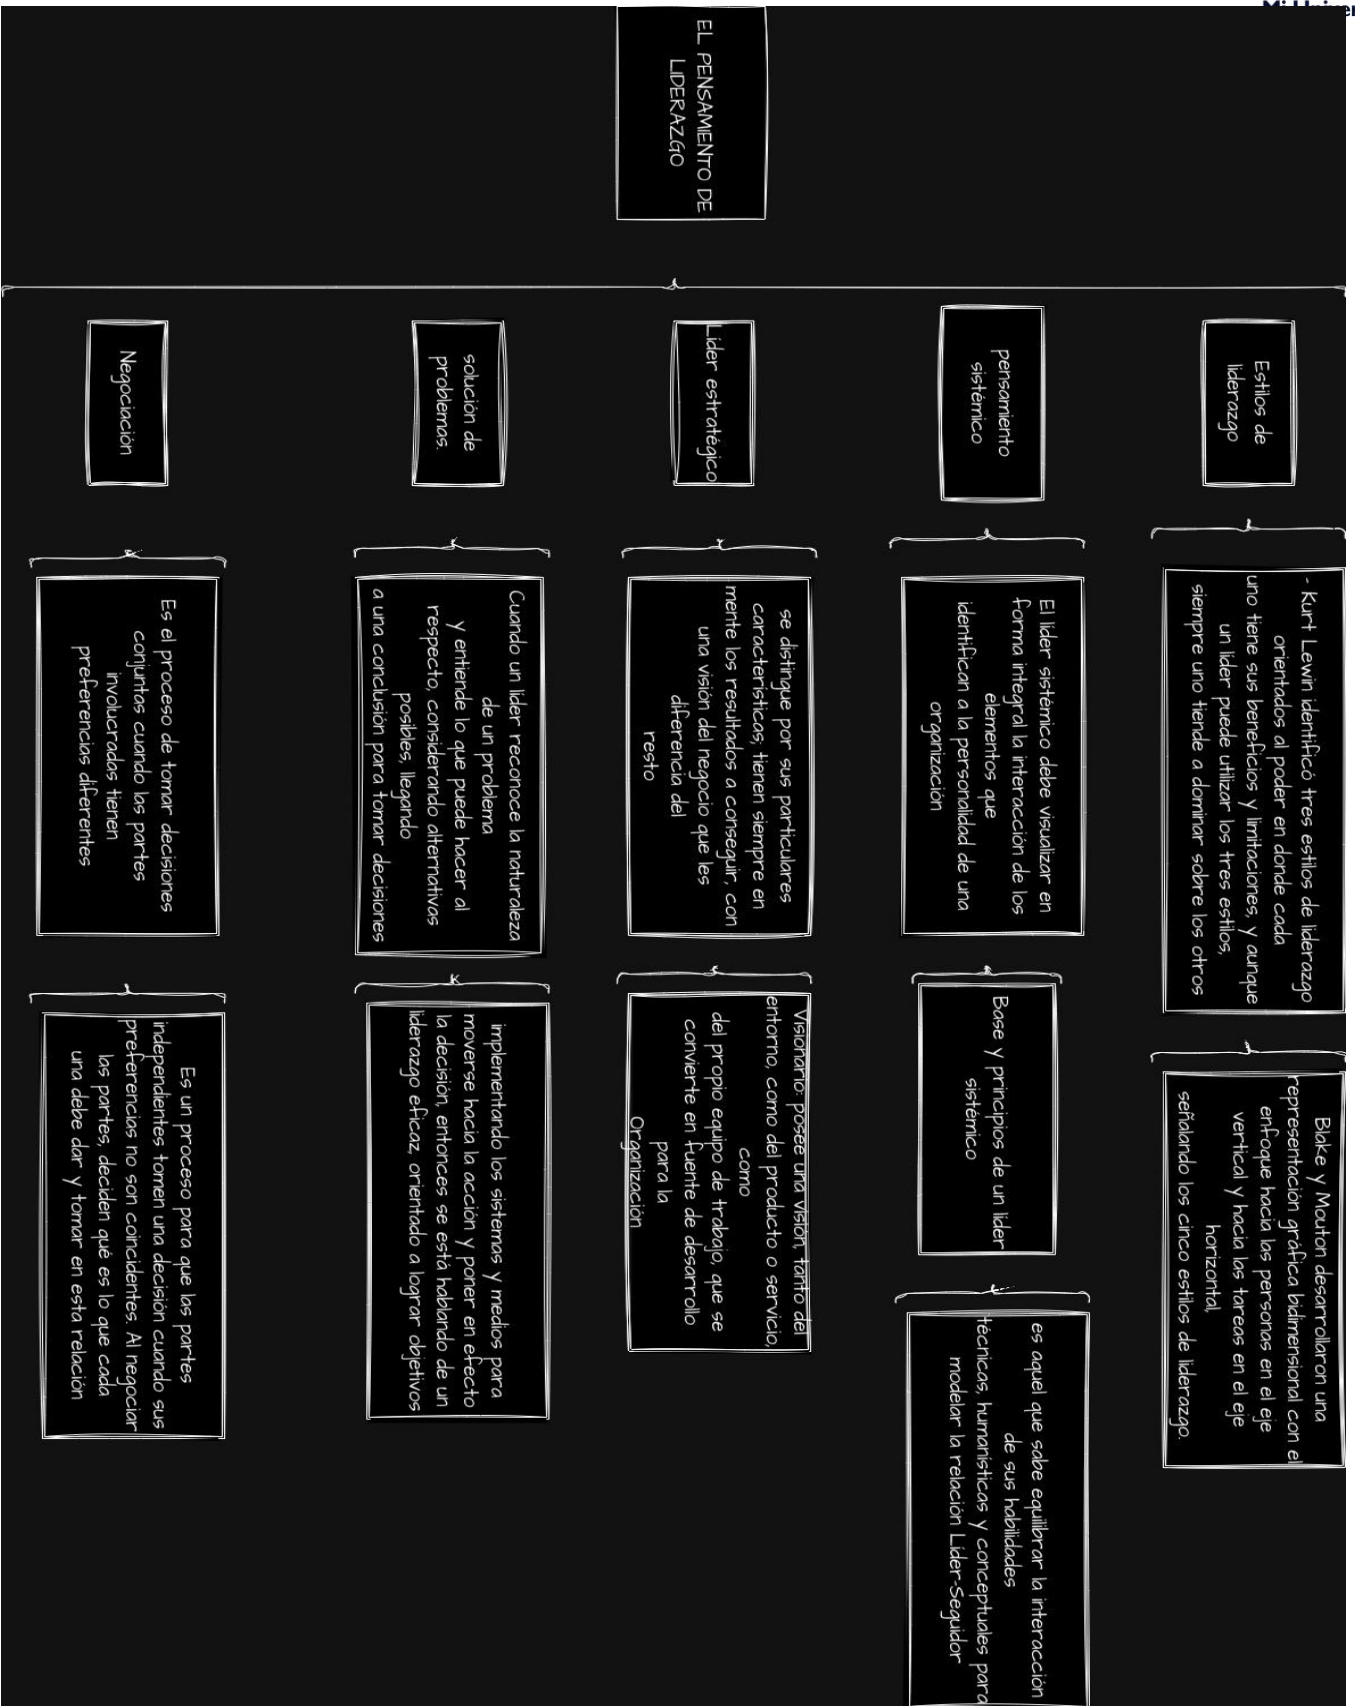 EL PENSAMIENTO DE
LIDERAZGO
Estilos de
liderazgo
- Kurt Lewin identificó tres estilos de liderazgo
orientados al poder en donde cada
uno tiene sus beneficios y limitaciones, y aunque
un líder puede utilizar los tres estilos,
siempre uno tiende a dominar sobre los otros
Blake y Mouton desarrollaron una
representación gráfica bidimensional con el
enfoque hacia las personas en el eje
vertical y hacia las tareas en el eje
horizontal,
señalando los cinco estilos de liderazgo.
pensamiento
sistémico
El líder sistémico debe visualizar en
forma integral la interacción de los
elementos que
identifican a la personalidad de una
organización
Base y principios de un líder
sistémico
es aquel que sabe equilibrar la interacción
de sus habilidades
técnicas, humanísticas y conceptuales para
modelar la relación Líder-Seguidor
Líder estratégico
se distingue por sus particulares
características; tienen siempre en
mente los resultados a conseguir, con
una visión del negocio que les
diferencia del
resto
Visionario: posee una visión, tanto del
entorno, como del producto o servicio,
como
del propio equipo de trabajo, que se
convierte en fuente de desarrollo
para la
Organización
solución de
problemas.
Cuando un líder reconoce la naturaleza
de un problema
y entiende lo que puede hacer al
respecto, considerando alternativas
posibles, llegando
a una conclusión para tomar decisiones
implementando los sistemas y medios para
moverse hacia la acción y poner en efecto
la decisión, entonces se está hablando de un
liderazgo eficaz, orientado a lograr objetivos
Negociación
Es el proceso de tomar decisiones
conjuntas cuando las partes
involucradas tienen
preferencias diferentes
Es un proceso para que las partes
independientes tomen una decisión cuando sus
preferencias no son coincidentes. Al negociar
las partes, deciden qué es lo que cada
una debe dar y tomar en esta relación